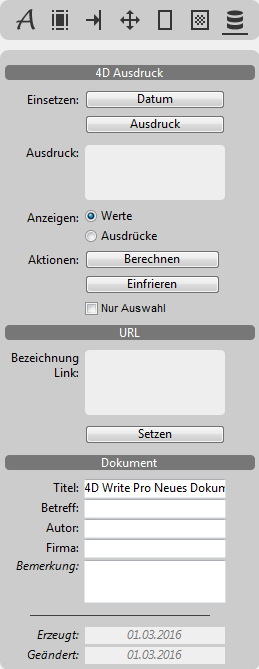 A
4D Ausdruck
Einsetzen: Datum
Ausdruck
Ausdruck:
Anzeigen: Werte
Ausdrücke
Aktionen: Berechnen
Einfrieren
Nur Auswahl
URL
Bezeichnung
Link:
Setzen
Dokument
Titel: 4D Write Pro Neues Dokum
Betreff:
Autor:
Firma:
Bemerkung:
Erzeugt: 01.03.2016
Geändert: 01.03.2016